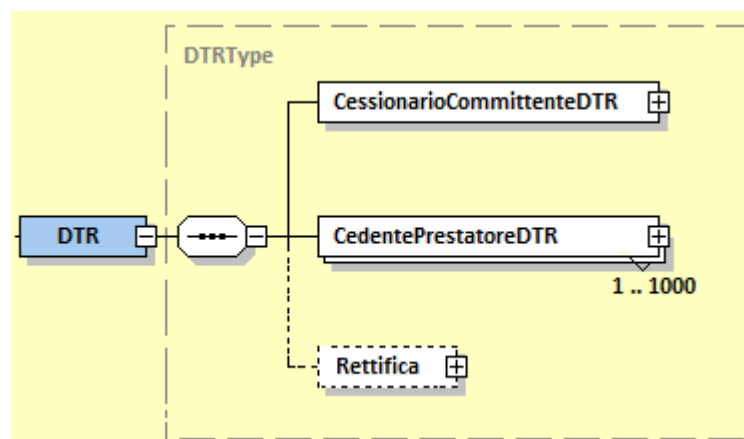 DTRType
CessionarioCommittenteDTR
DTR
CedentePrestatoreDTR
1 .. 1000
Rettifica